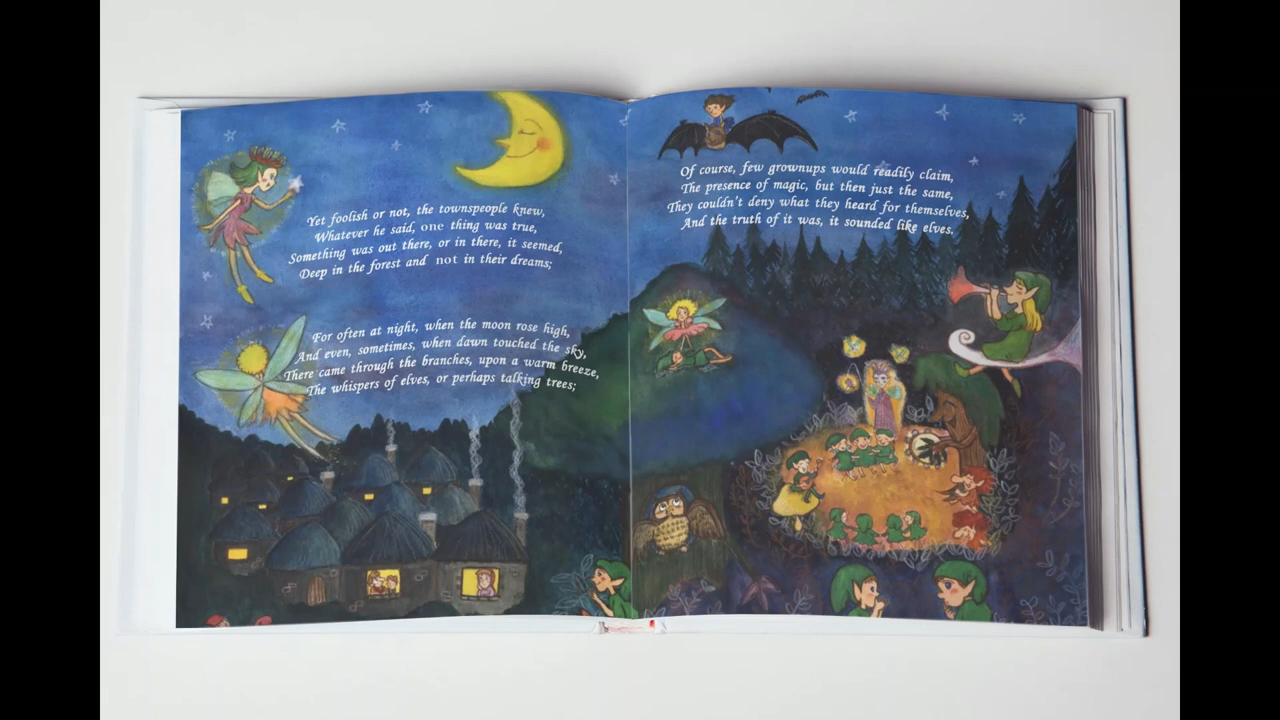 Yet foolish or not, the townspeople knew,
Whatever he said, one thing was true,
Something was out there, or in there, it seemed,
Deep in the forest and not in their dreams;
For often at night, when the moon rose high,
And even, sometimes, when dawn touched the sky,
There came through the branches, upon a warm breeze,
The whispers of elves, or perhaps talking trees;
Of course, few grownups would readily claim,
The presence of magic, but then just the same,
They couldn't deny what they heard for themselves,
And the truth of it was, it sounded like elves.